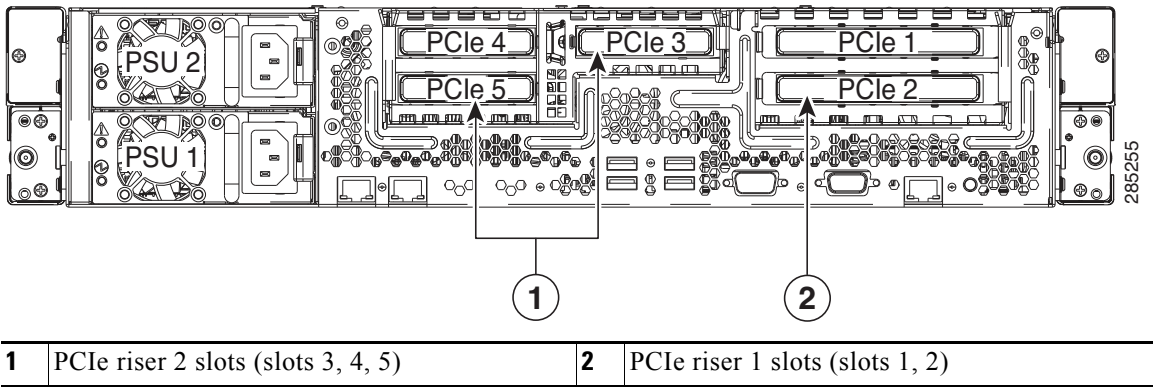 PCIe 4
PCIe 3
PCIe 1
PSU 2
PCIe 5
PCIe 2
PSU 1
285255
1
2
1 PCIe riser 2 slots (slots 3, 4, 5)
2 PCIe riser 1 slots (slots 1, 2)